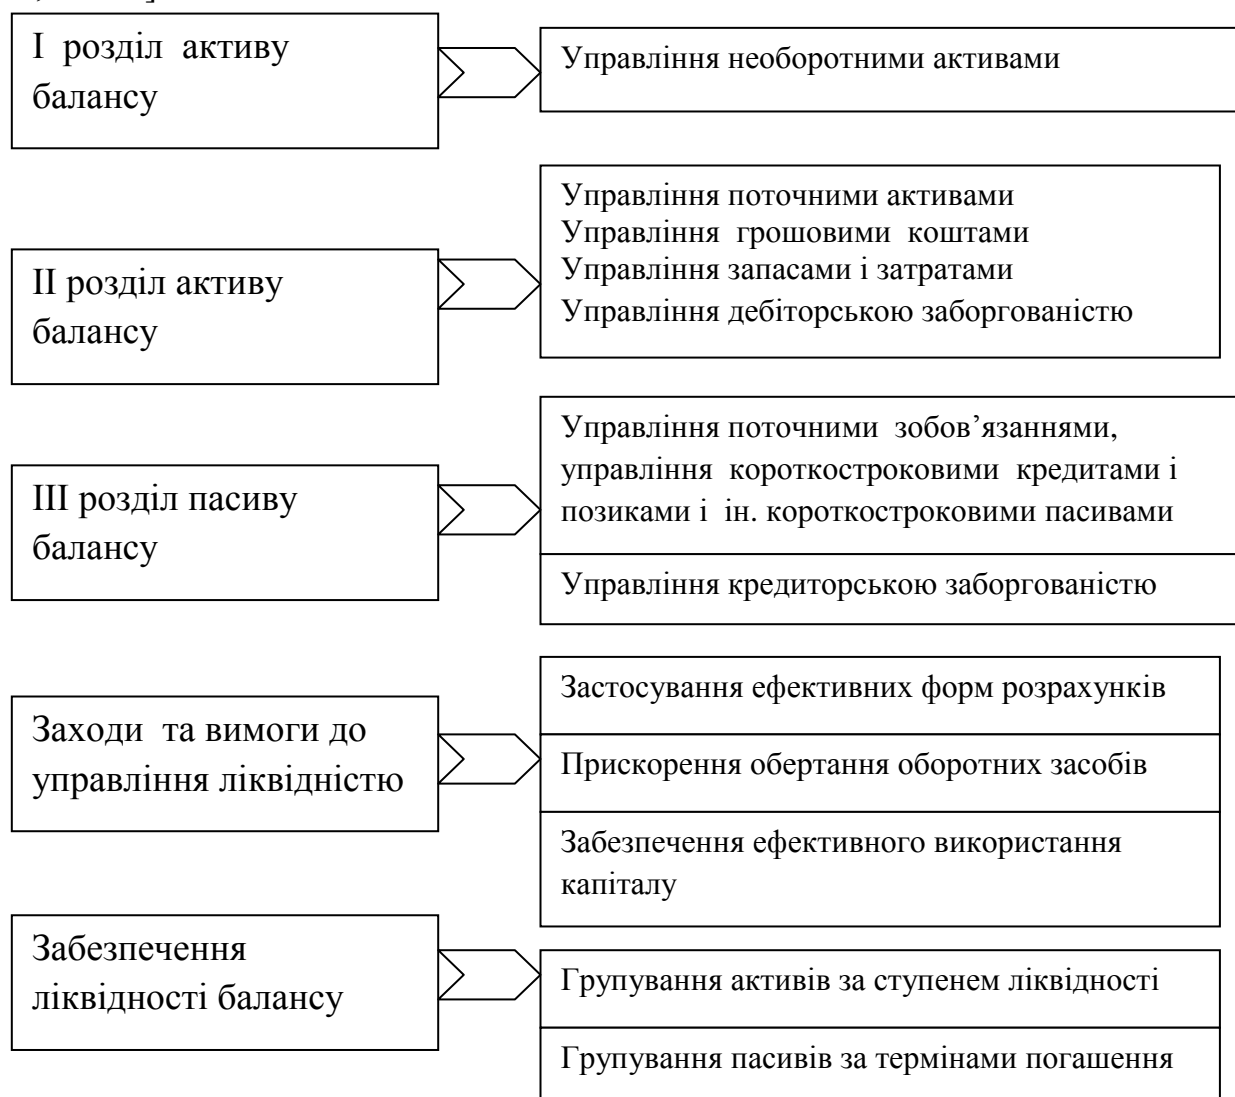 І розділ активу
балансу
Управління необоротними активами
ІІ розділ активу
балансу
Управління поточними активами
Управління грошовими коштами
Управління запасами і затратами
Управління дебіторською заборгованістю
ІІІ розділ пасиву
балансу
Управління поточними зобов’язаннями,
управління короткостроковими кредитами і
позиками і ін. короткостроковими пасивами
Управління кредиторською заборгованістю
Заходи та вимоги до
управління ліквідністю
Застосування ефективних форм розрахунків
Прискорення обертання оборотних засобів
Забезпечення ефективного використання
капіталу
Забезпечення
ліквідності балансу
Групування активів за ступенем ліквідності
Групування пасивів за термінами погашення